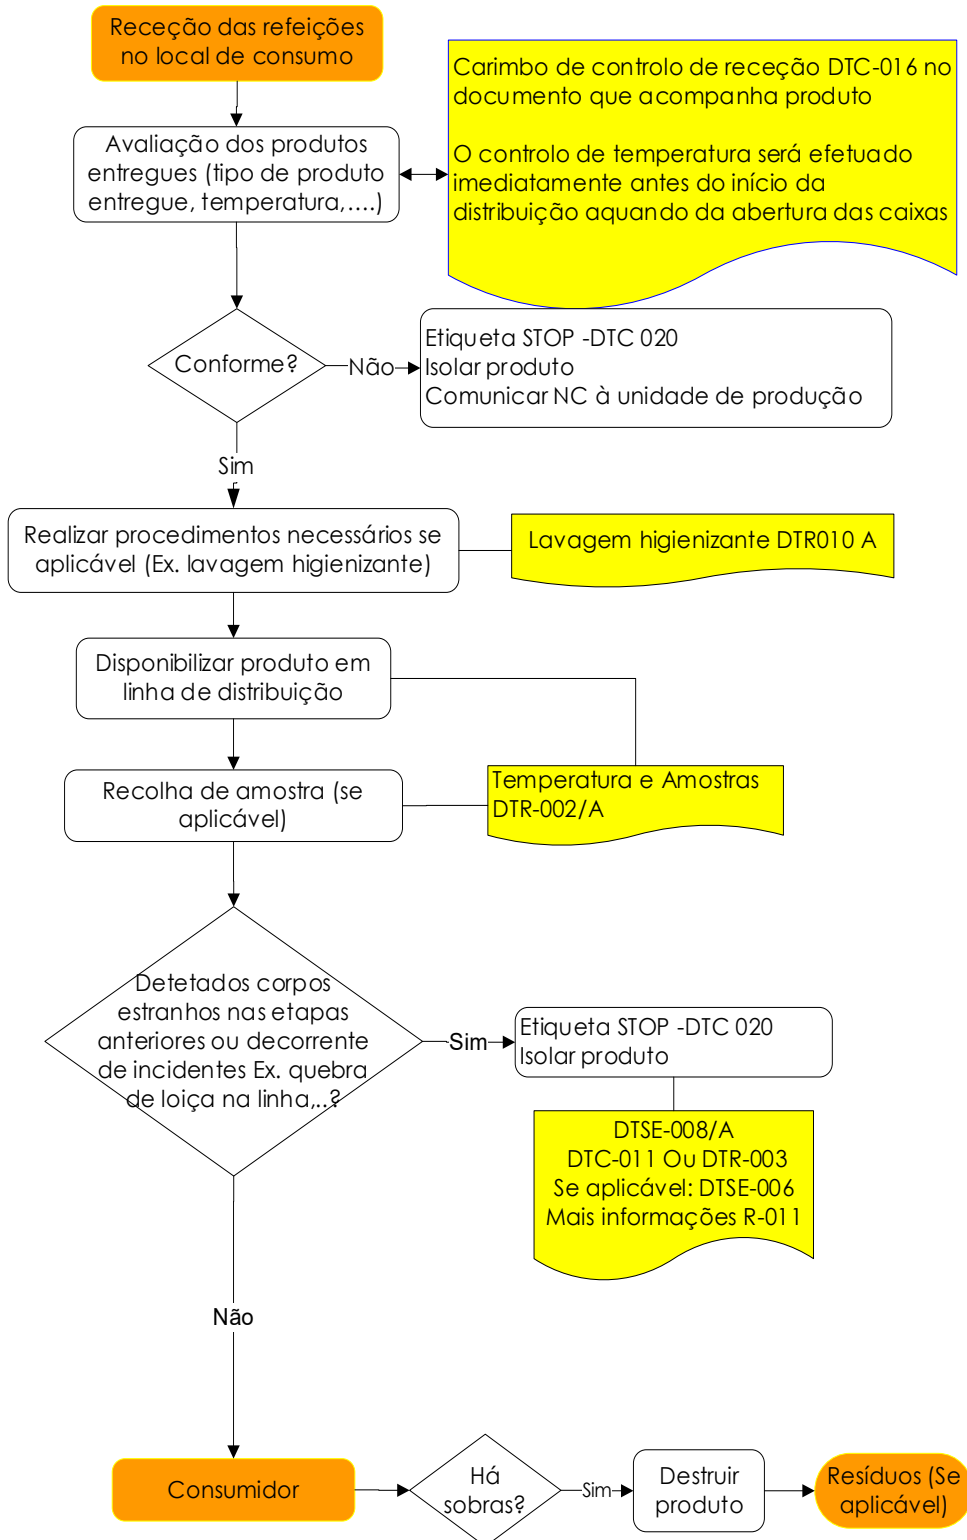 Receção das refeições
no local de consumo
Carimbo de controlo de receção DTC-016 no
documento que acompanha produto
O controlo de temperatura será efetuado
imediatamente antes do início da
distribuição aquando da abertura das caixas
Avaliação dos produtos
entregues (tipo de produto
entregue, temperatura,....)
Conforme?
Não
Etiqueta STOP -DTC 020
Isolar produto
Comunicar NC à unidade de produção
Sim
Realizar procedimentos necessários se
aplicável (Ex. lavagem higienizante)
Lavagem higienizante DTR010 A
Disponibilizar produto em
linha de distribuição
Recolha de amostra (se
aplicável)
Temperatura e Amostras
DTR-002/A
Detetados corpos
estranhos nas etapas
anteriores ou decorrente
de incidentes Ex. quebra
de loiça na linha,..?
Sim
Etiqueta STOP -DTC 020
Isolar produto
DTSE-008/A
DTC-011 Ou DTR-003
Se aplicável: DTSE-006
Mais informações R-011
Não
Consumidor
Há
sobras?
Sim
Destruir
produto
Resíduos (Se
aplicável)